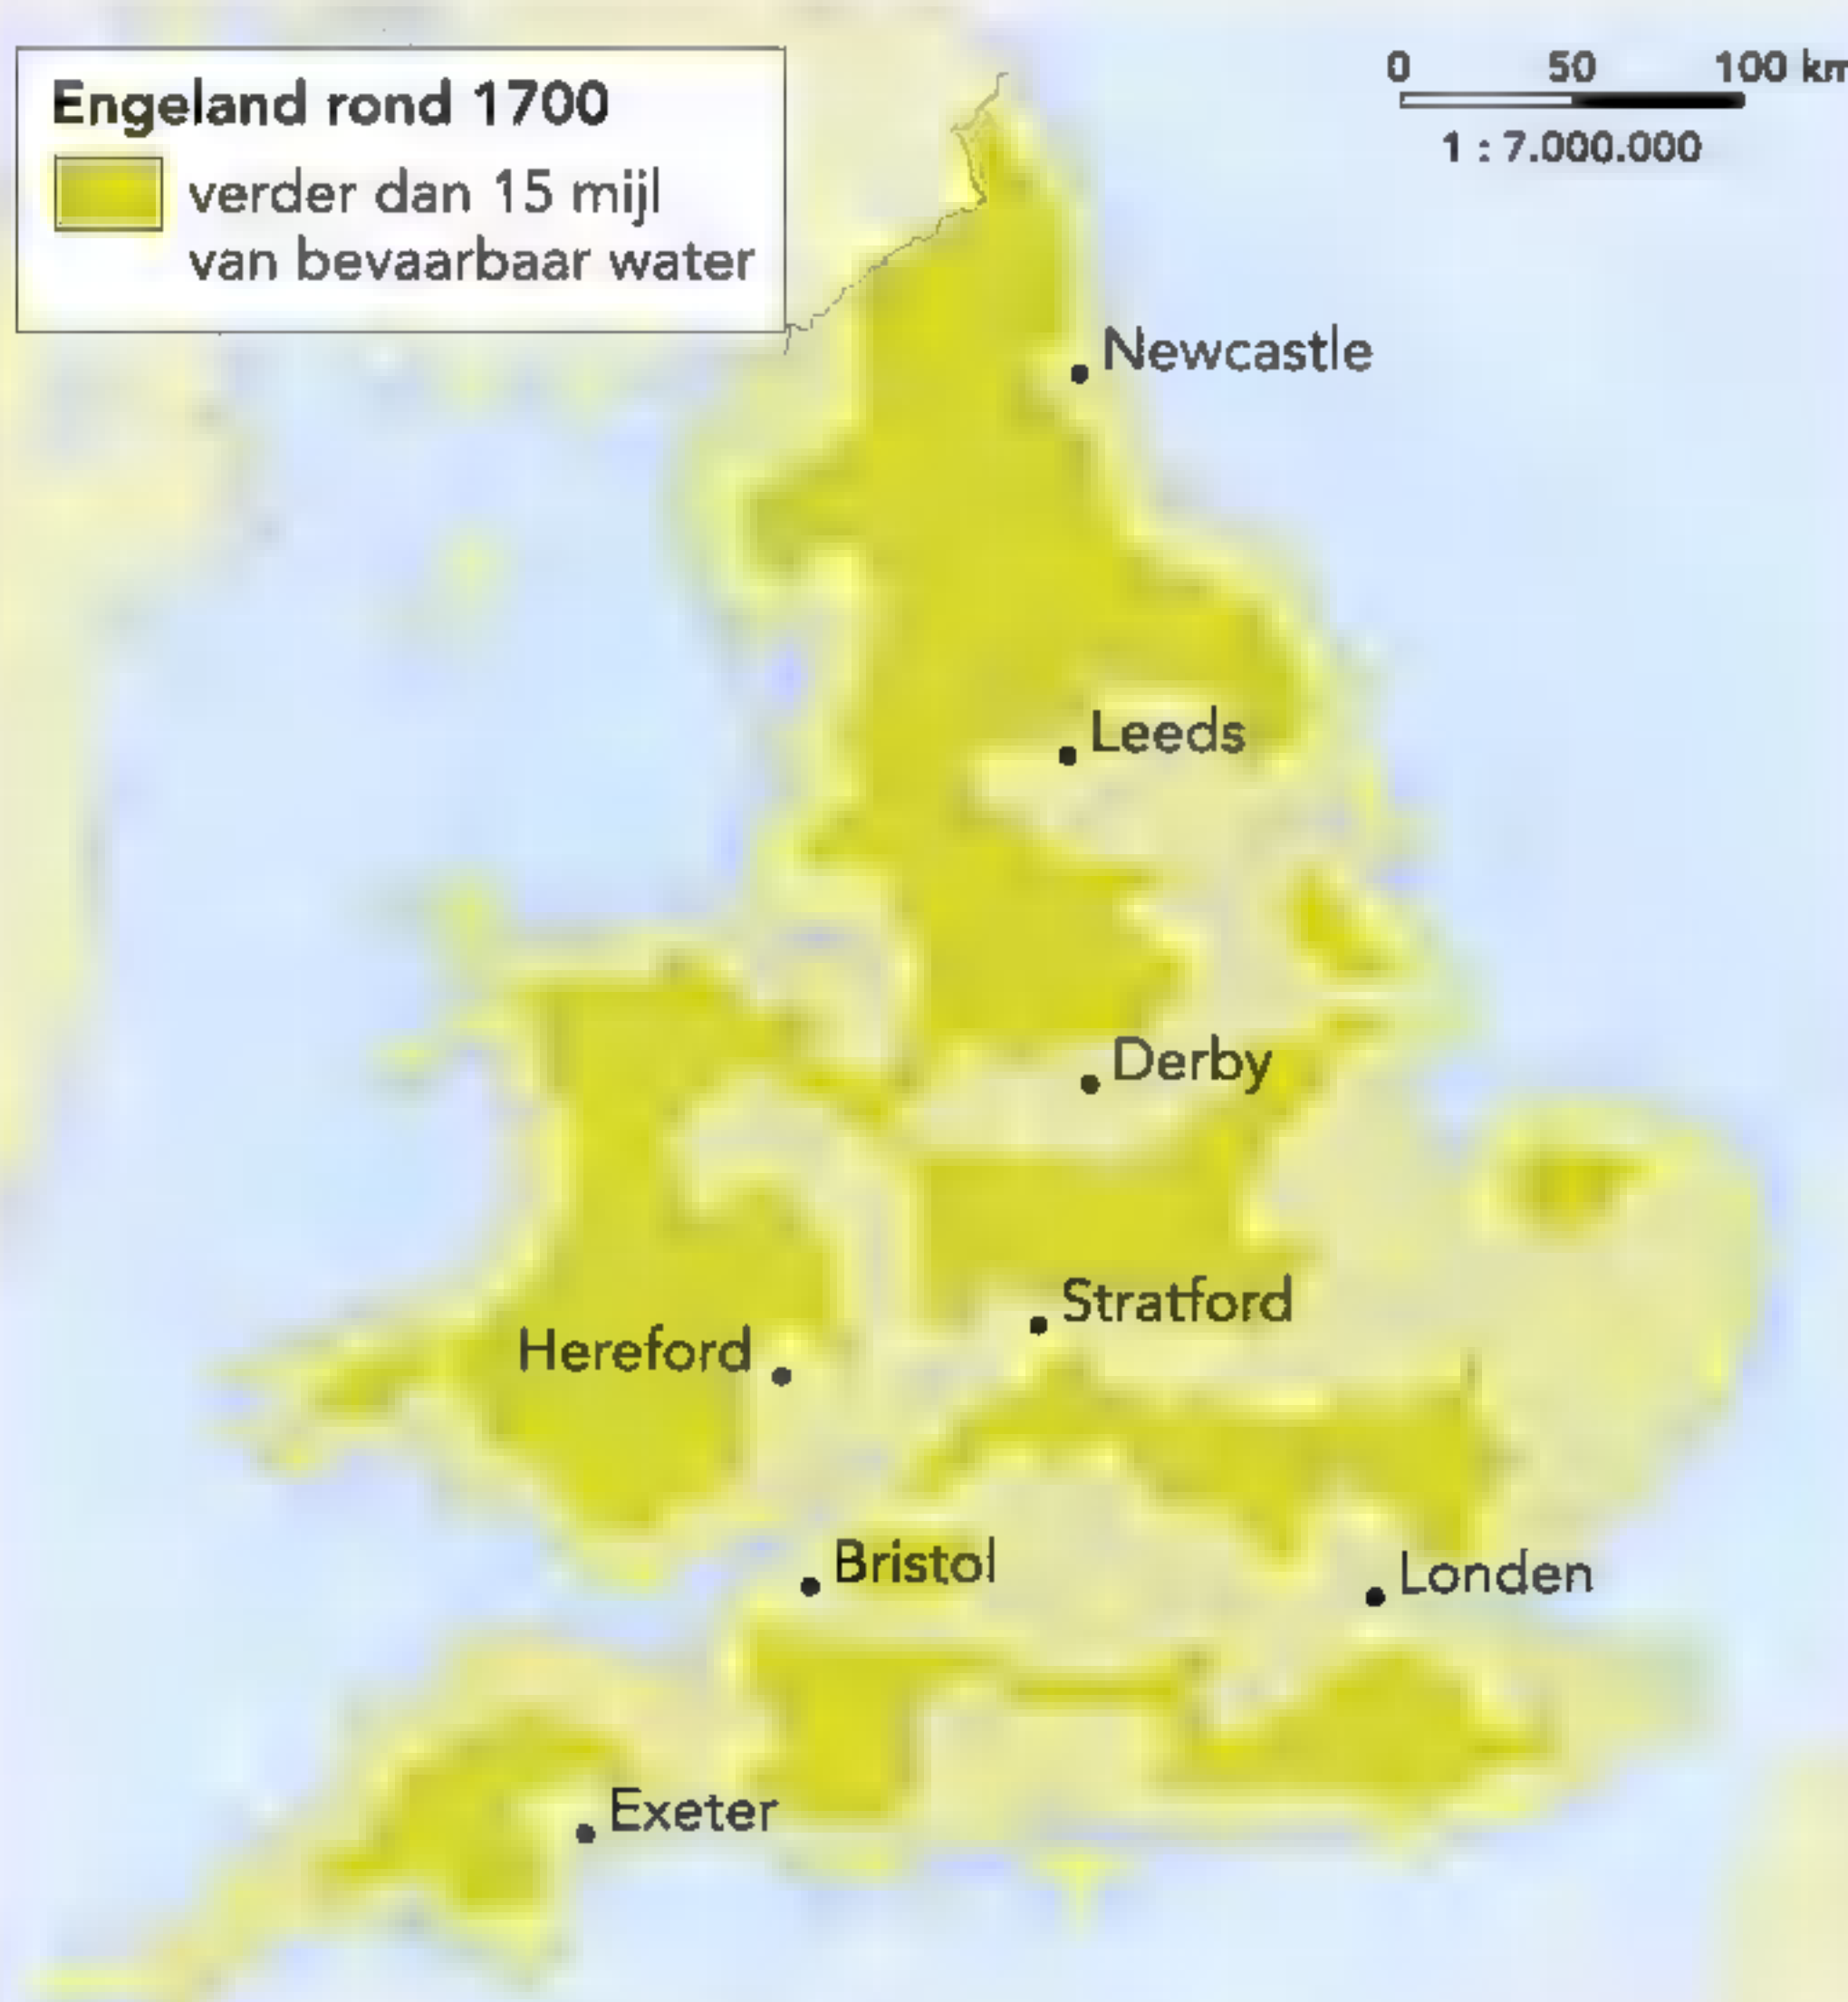 Engeland rond 1700
verder dan 15 mijl
van bevaarbaar water
0 50 100 km
1 : 7.000.000
Newcastle
Leeds
Derby
Stratford
Hereford
Bristol
Londen
Exeter